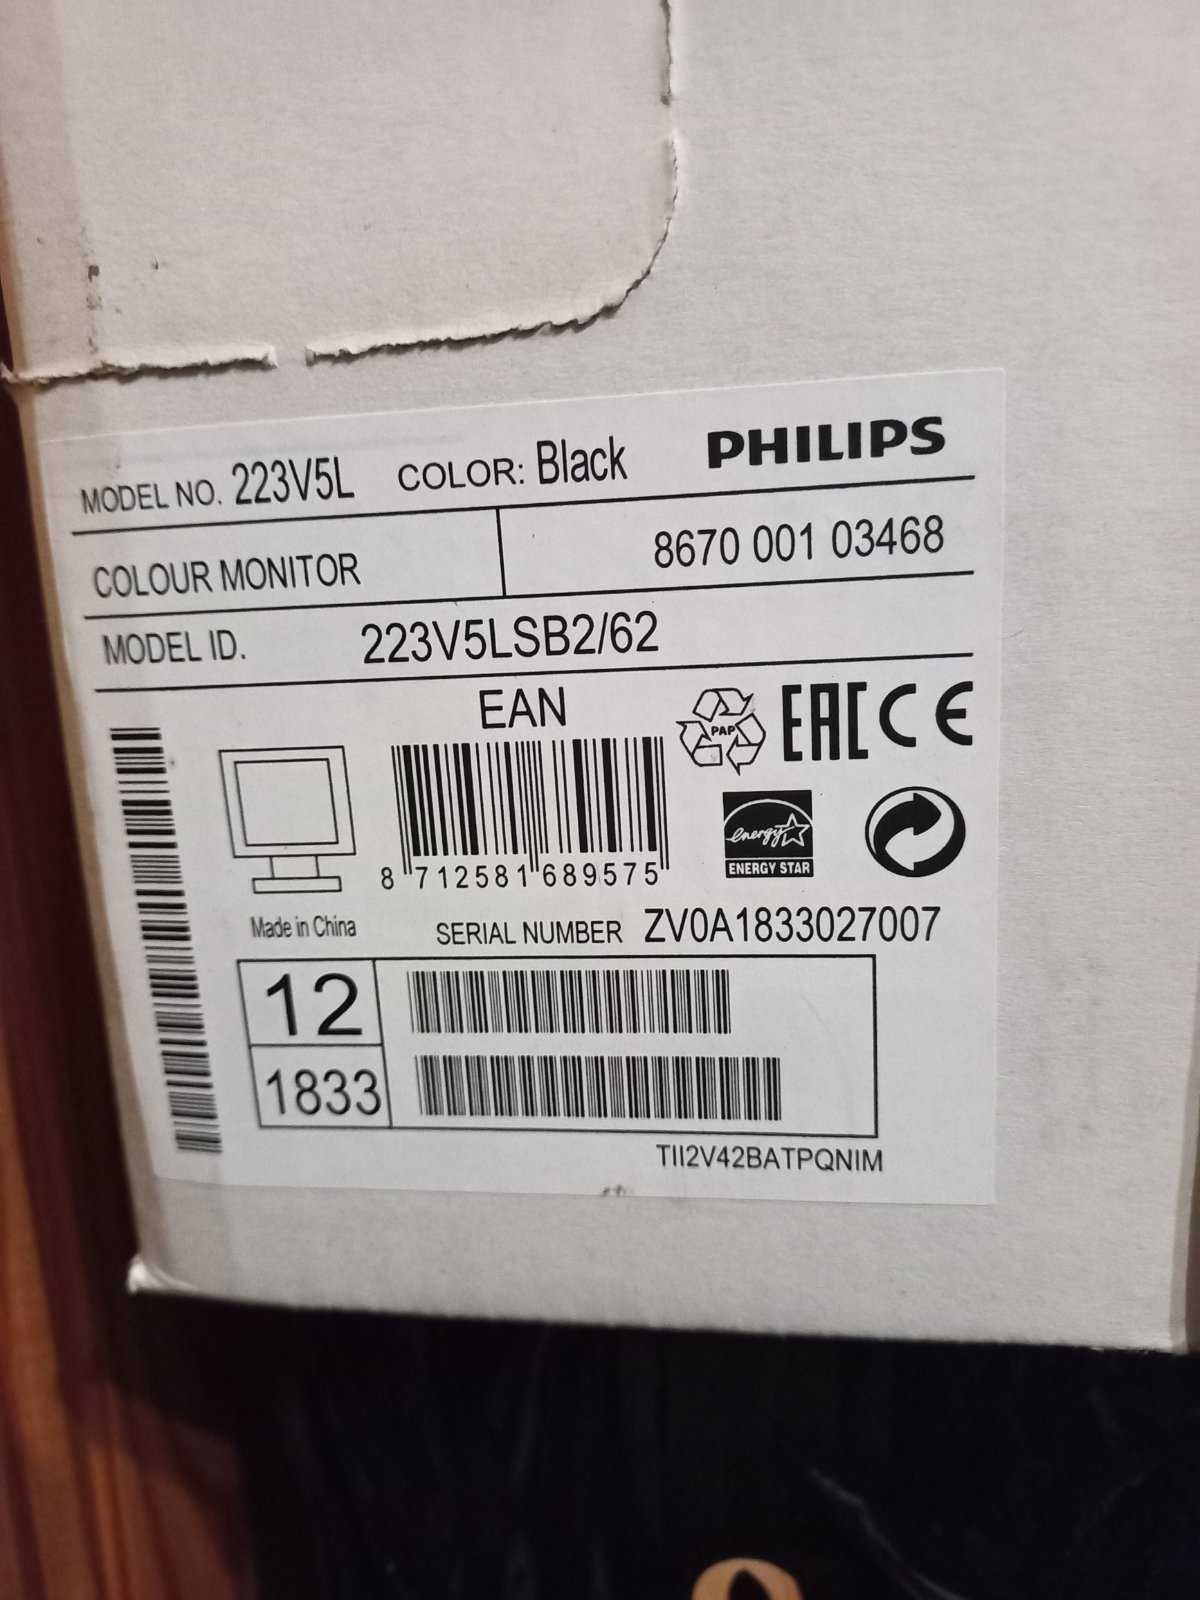 MODEL NO. 223V5L COLOR: Black PHILIPS
COLOUR MONITOR 8670 001 03468
MODEL ID. 223V5LSB2/62
EAN
PAP EAC CE
energy
ENERGY STAR
8 712581 689575
Made in China
SERIAL NUMBER ZV0A1833027007
12
1833
TII2V42BATPQNIM